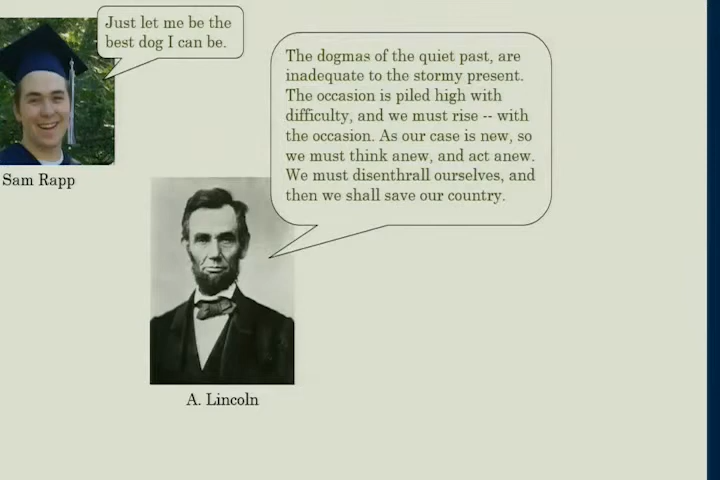 Just let me be the
best dog I can be.
The dogmas of the quiet past, are
inadequate to the stormy present.
The occasion is piled high with
difficulty, and we must rise -- with
the occasion. As our case is new, so
we must think anew, and act anew.
We must disenthrall ourselves, and
then we shall save our country.
Sam Rapp
A. Lincoln